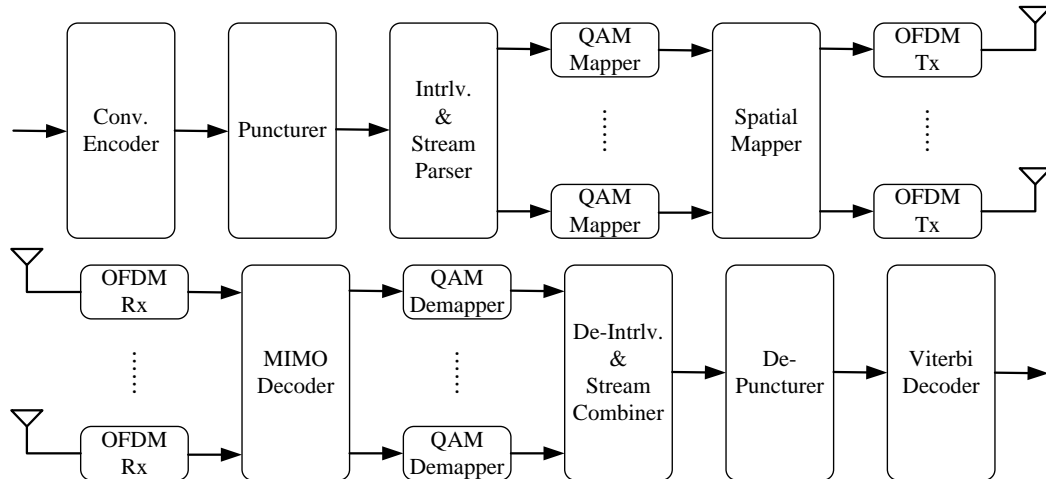 Conv.
Encoder
Puncturer
Intrlv.
&
Stream
Parser
QAM
Mapper
QAM
Mapper
Spatial
Mapper
OFDM
Tx
OFDM
Tx
OFDM
Rx
OFDM
Rx
MIMO
Decoder
QAM
Demapper
QAM
Demapper
De-Intrlv.
&
Stream
Combiner
De-
Puncturer
Viterbi
Decoder